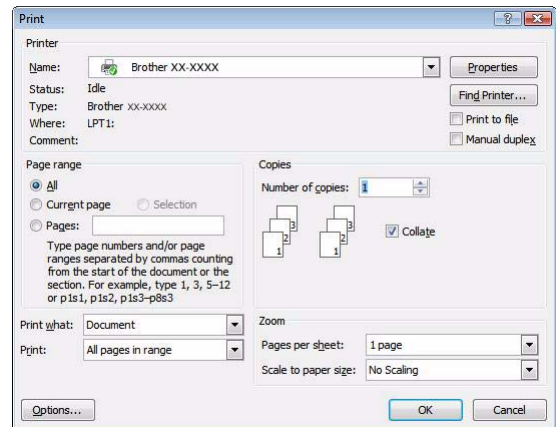 Print
Printer
Name: Brother XX-XXXX Properties
Status: Idle Find Printer...
Type: Brother XX-XXXX
Where: LPT1: Print to file
Comment: Manual duplex
Page range
All
Current page Selection
Pages:
Type page numbers and/or page
ranges separated by commas counting
from the start of the document or the
section. For example, type 1, 3, 5–12
or p1s1, p1s2, p1s3–p8s3
Copies
Number of copies: 1
1 2 3 1 2 3 Collate
Print what: Document
Print: All pages in range
Zoom
Pages per sheet: 1 page
Scale to paper size: No Scaling
Options... OK Cancel